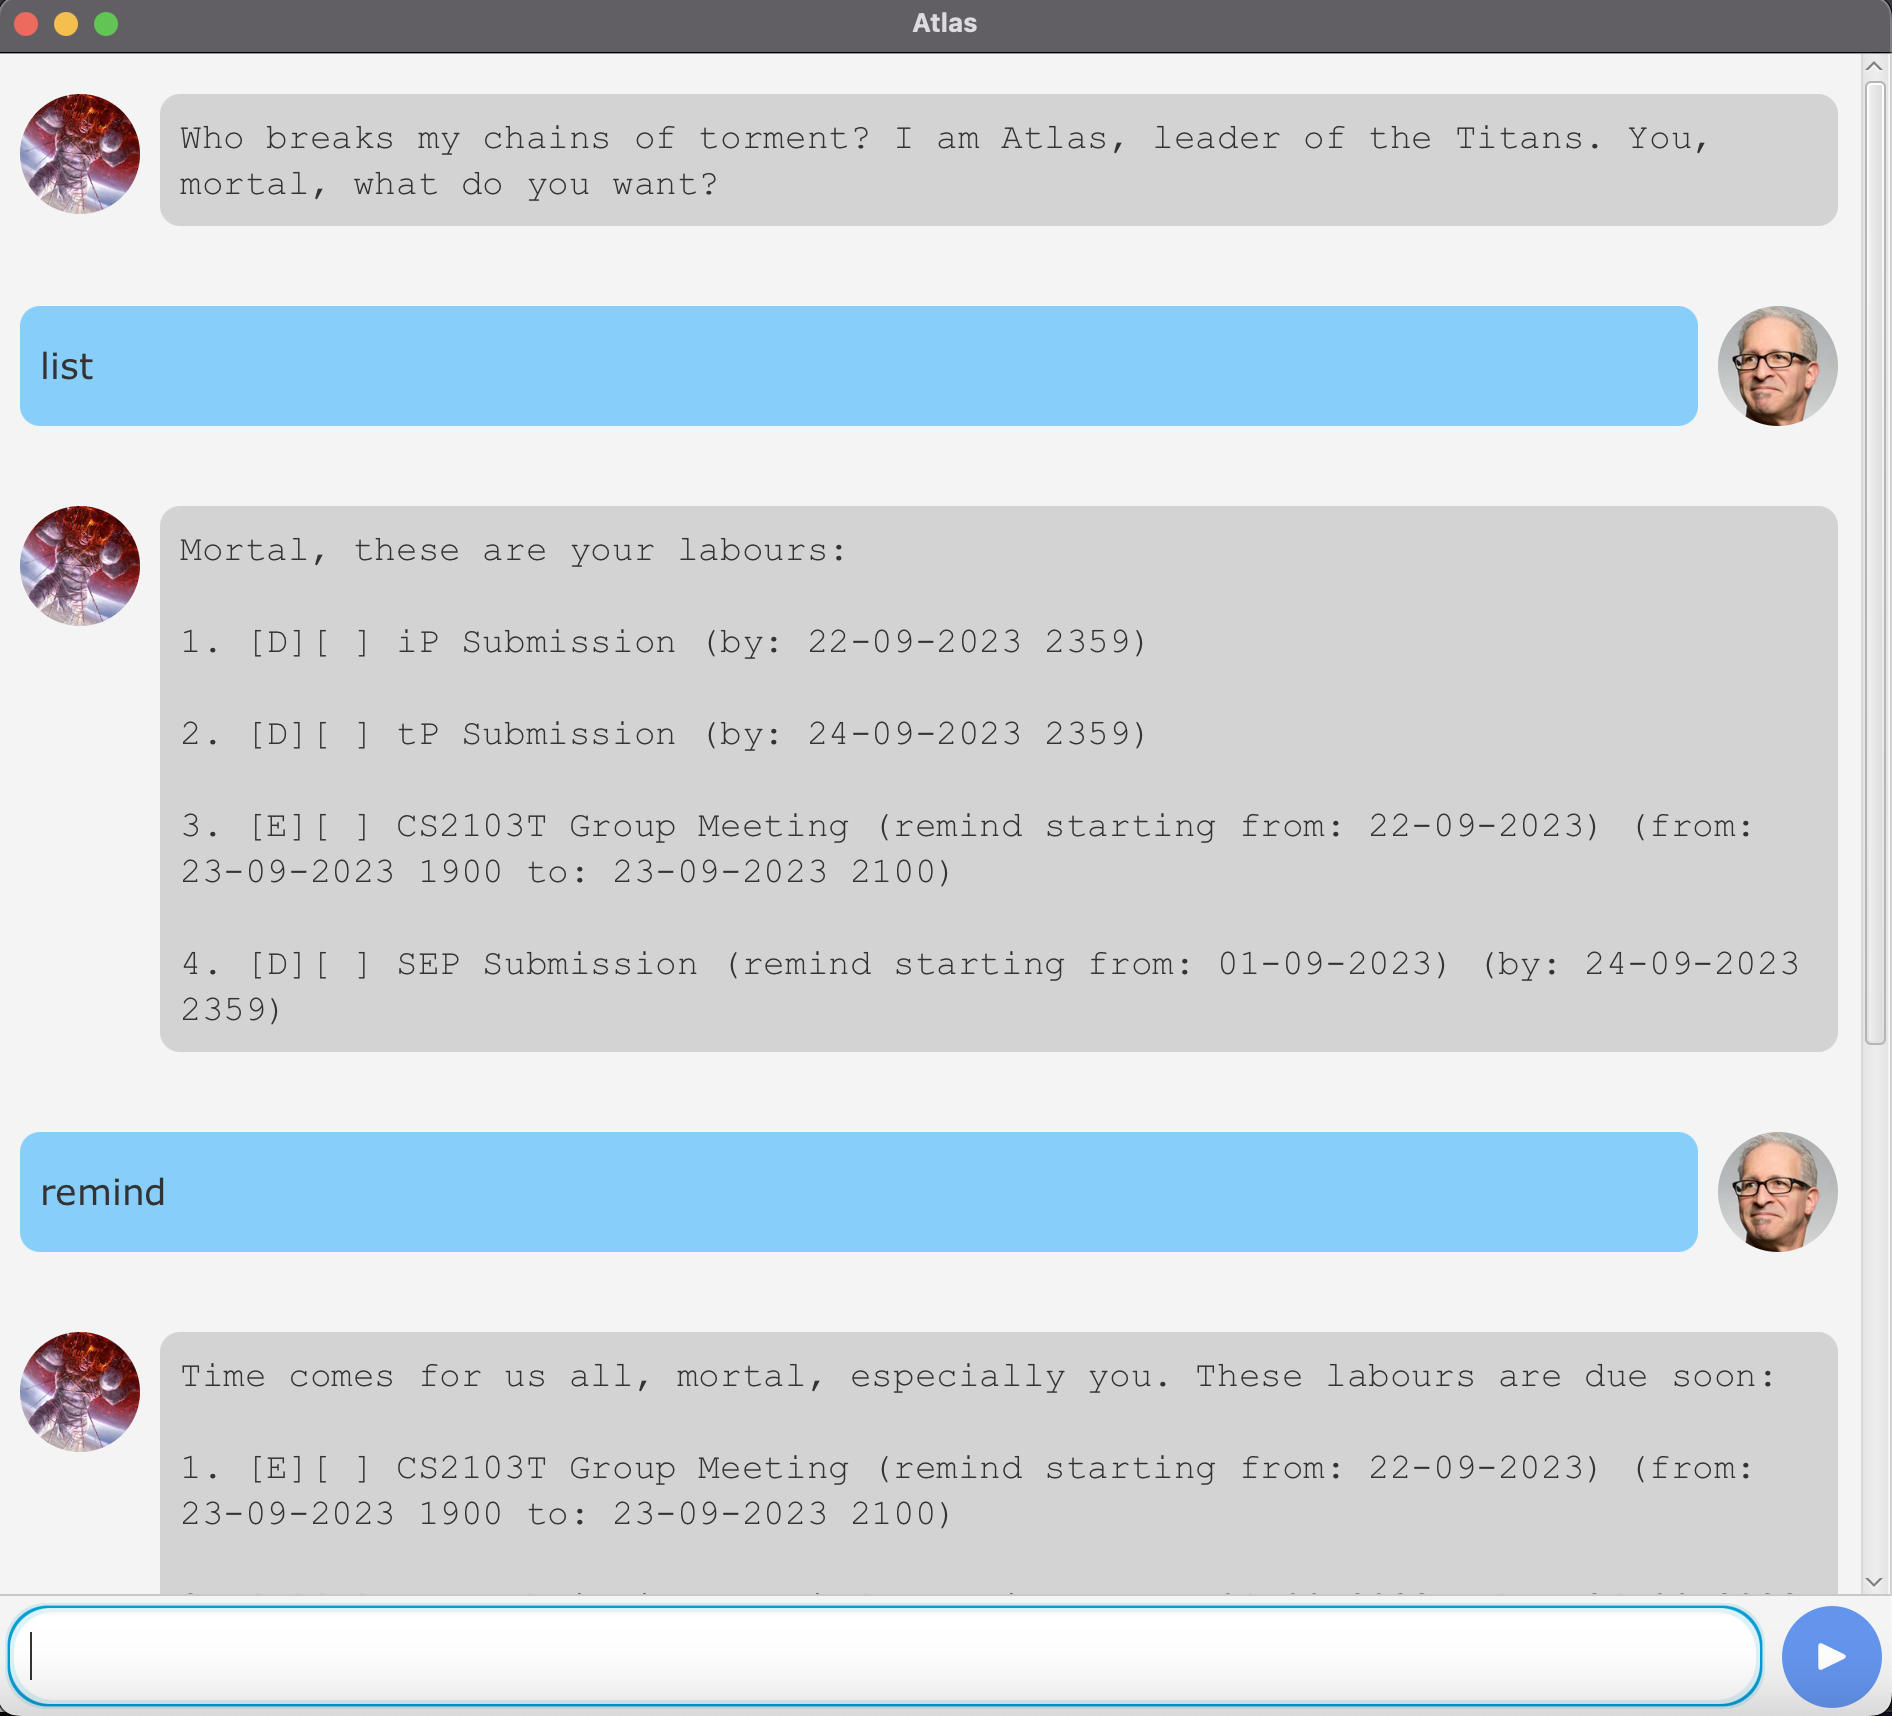 Atlas
Who breaks my chains of torment? I am Atlas, leader of the Titans. You,
mortal, what do you want?
list
Mortal, these are your labours:
1. [D][ ] iP Submission (by: 22-09-2023 2359)
2. [D][ ] tP Submission (by: 24-09-2023 2359)
3. [E][ ] CS2103T Group Meeting (remind starting from: 22-09-2023) (from:
23-09-2023 1900 to: 23-09-2023 2100)
4. [D][ ] SEP Submission (remind starting from: 01-09-2023) (by: 24-09-2023
2359)
remind
Time comes for us all, mortal, especially you. These labours are due soon:
1. [E][ ] CS2103T Group Meeting (remind starting from: 22-09-2023) (from:
23-09-2023 1900 to: 23-09-2023 2100)